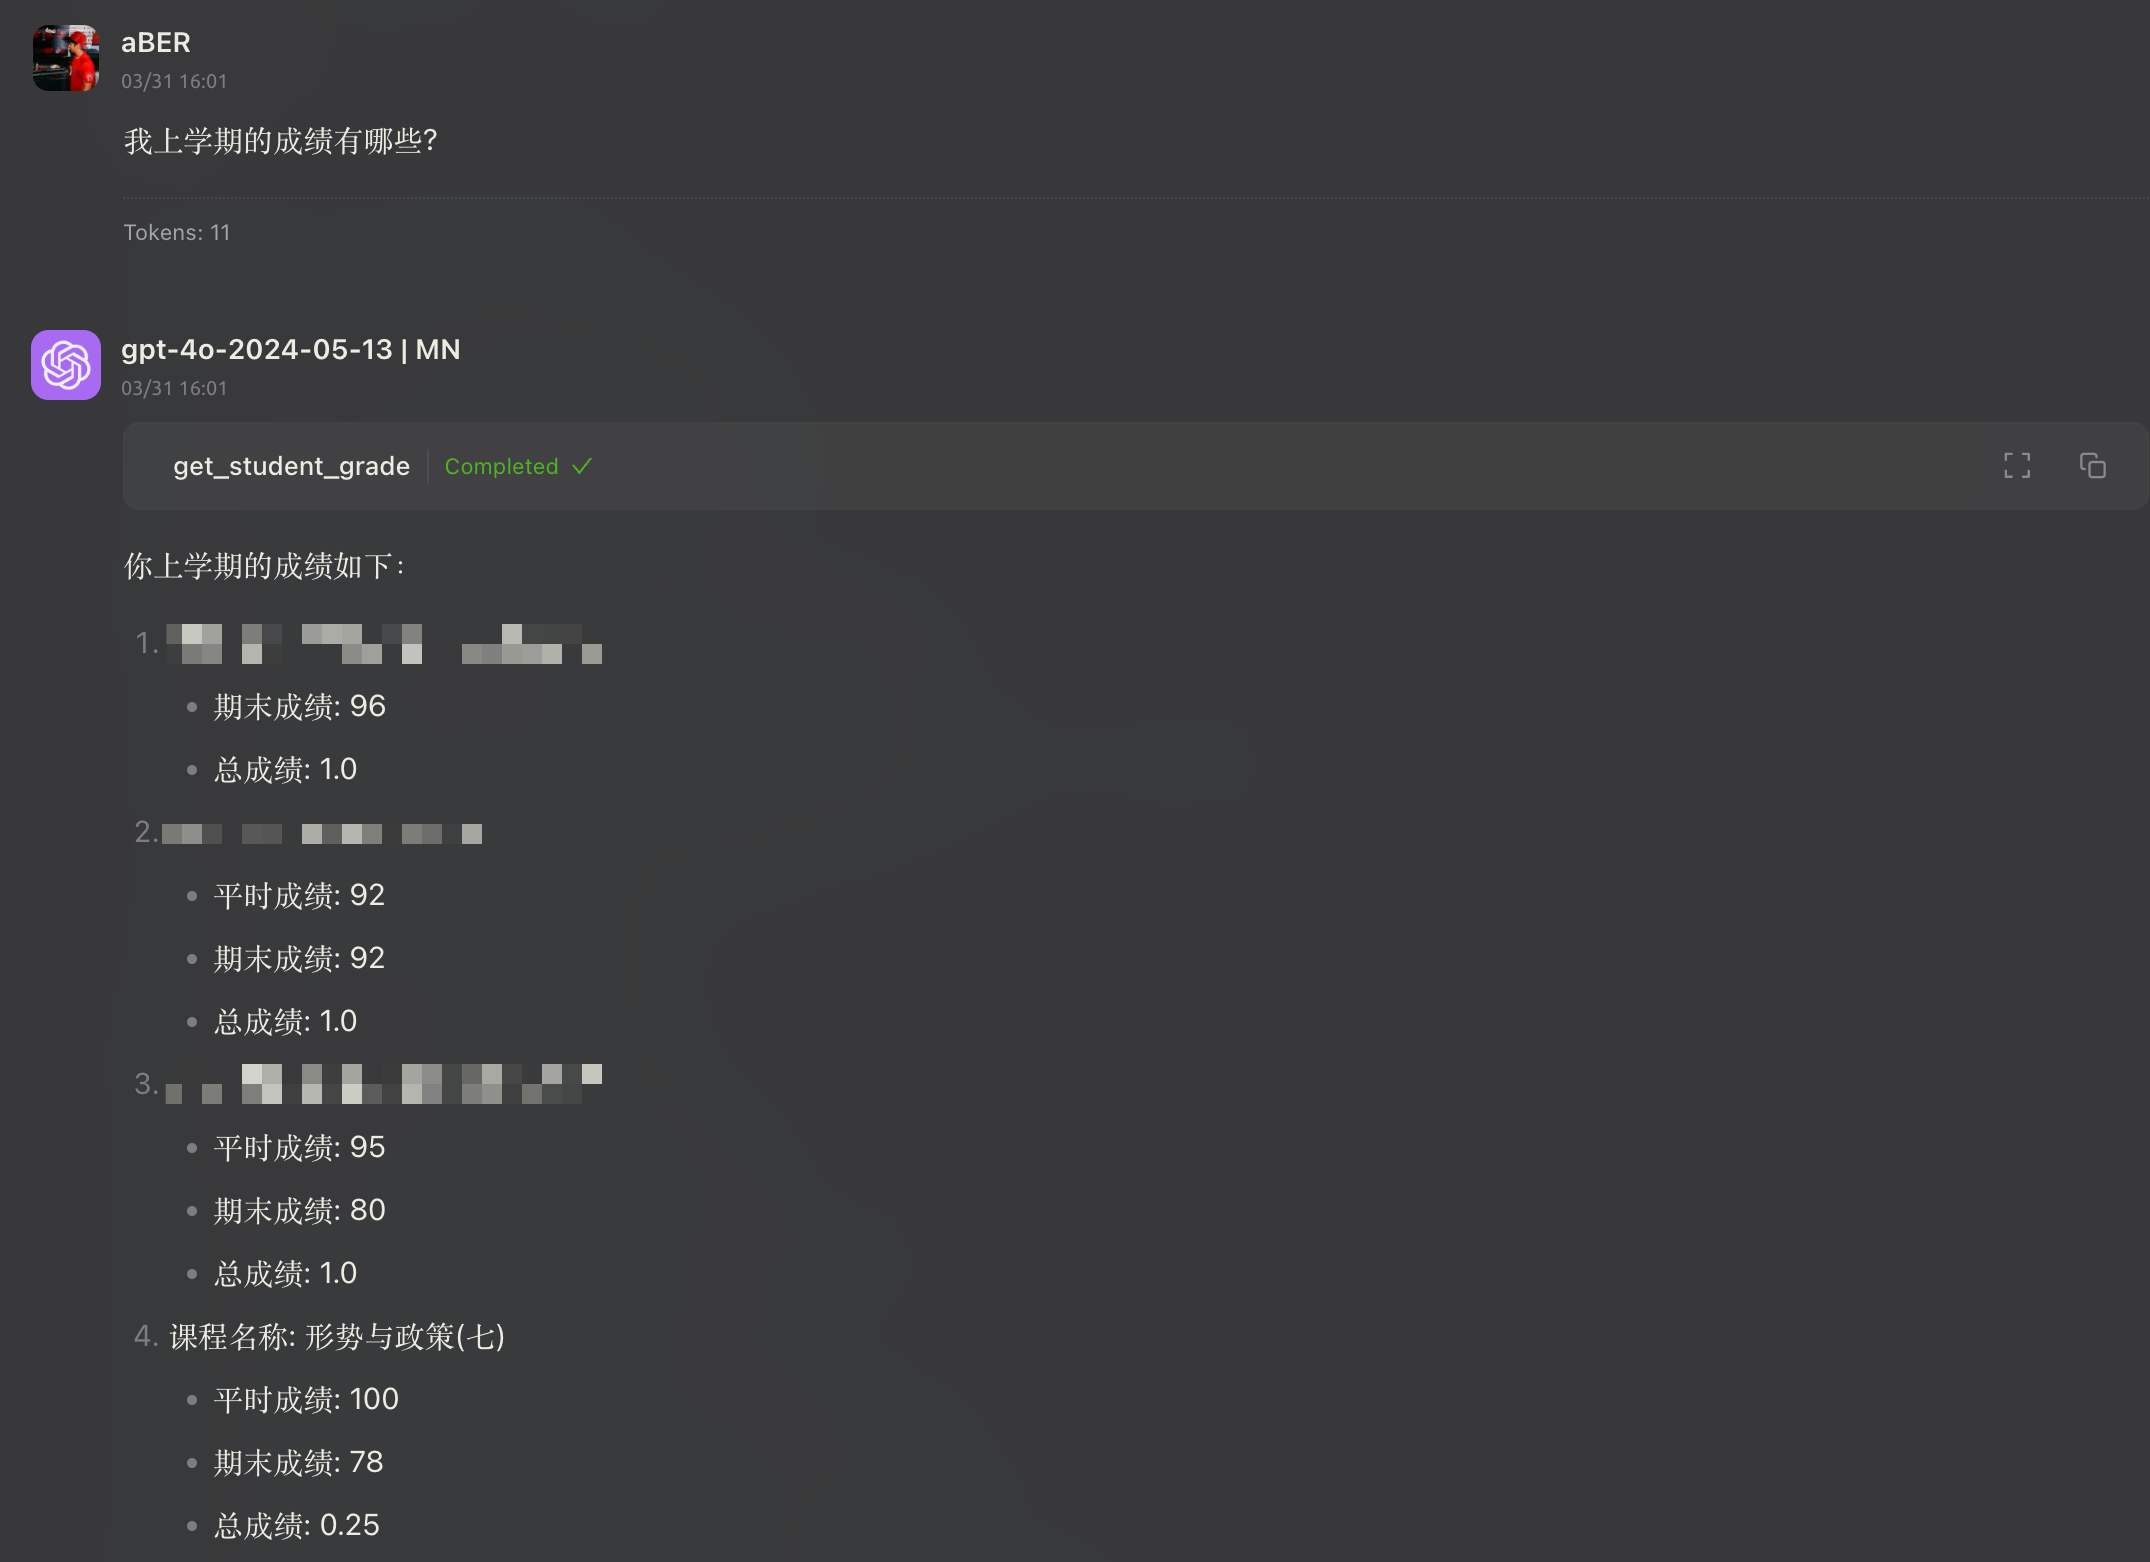 aBER
03/31 16:01
我上学期的成绩有哪些?
Tokens: 11
gpt-4o-2024-05-13 | MN
03/31 16:01
get_student_grade | Completed ✓
你上学期的成绩如下:
1.
• 期末成绩: 96
• 总成绩: 1.0
2.
• 平时成绩: 92
• 期末成绩: 92
• 总成绩: 1.0
3.
• 平时成绩: 95
• 期末成绩: 80
• 总成绩: 1.0
4. 课程名称: 形势与政策(七)
• 平时成绩: 100
• 期末成绩: 78
• 总成绩: 0.25